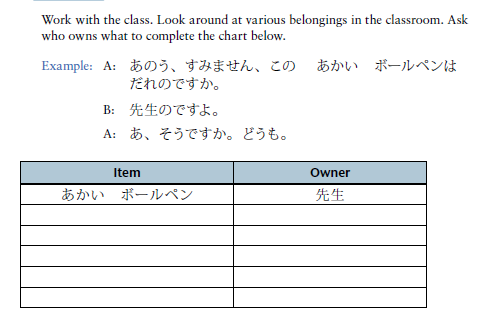 Work with the class. Look around at various belongings in the classroom. Ask
who owns what to complete the chart below.
Example: A: あのう、すみません、この　あかい　ボールペンは
だれのですか。
B: 先生のですよ。
A: あ、そうですか。どうも。
Item Owner
あかい　ボールペン 先生